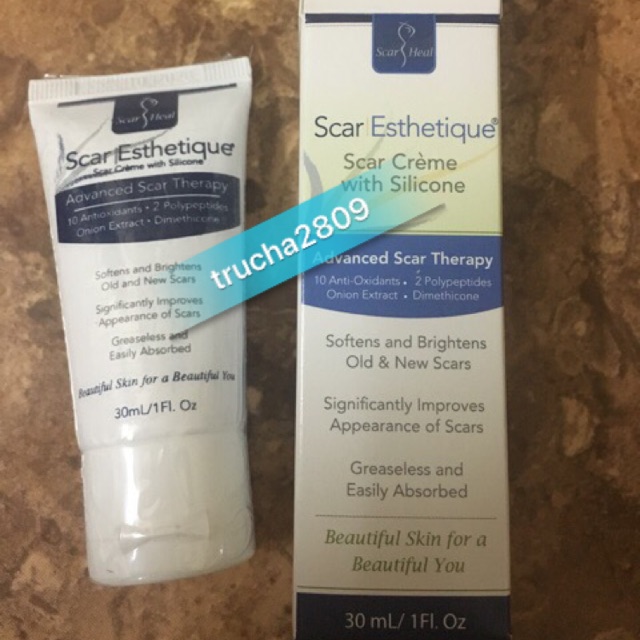 Scar Heal
Scar Esthetique
Scar Crème with Silicone
Advanced Scar Therapy
10 Antioxidants • 2 Polypeptides
Onion Extract • Dimethicone
Softens and Brightens
Old and New Scars
Significantly Improves
Appearance of Scars
Greaseless and
Easily Absorbed
Beautiful Skin for a Beautiful You
30mL/1Fl. Oz
trucha2809
Scar Heal
Scar Esthetique®
Scar Crème
with Silicone
Advanced Scar Therapy
10 Anti-Oxidants • 2 Polypeptides
Onion Extract • Dimethicone
Softens and Brightens
Old & New Scars
Significantly Improves
Appearance of Scars
Greaseless and
Easily Absorbed
Beautiful Skin for a
Beautiful You
30 mL/ 1Fl. Oz